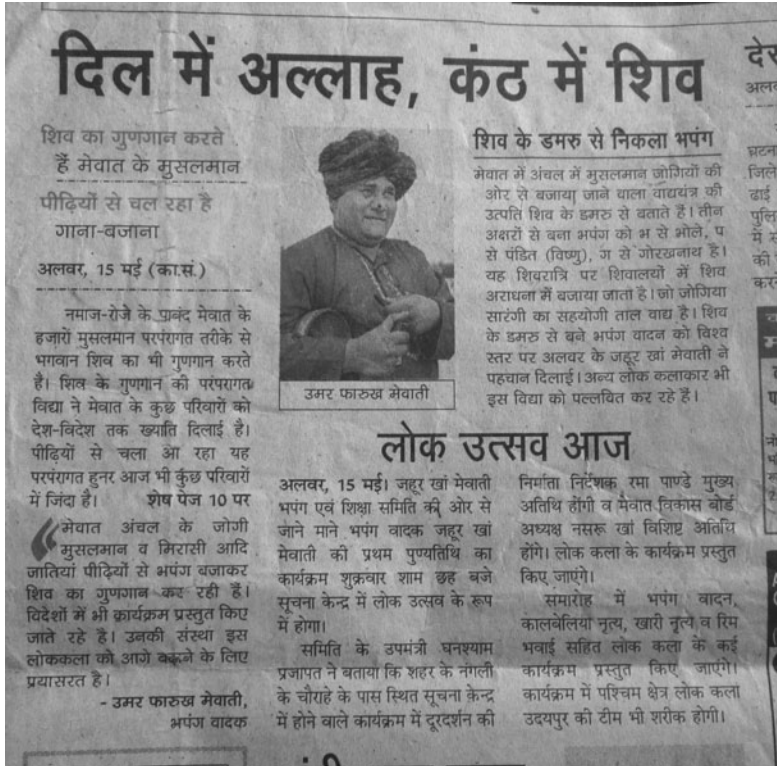 दिल में अल्लाह, कंठ में शिव
शिव का गुणगान करते
हैं मेवात के मुसलमान
पीढ़ियों से चल रहा है
गाना-बजाना
अलवर, 15 मई (का.सं.)
नमाज-रोजे के पाबंद मेवात के
हजारों मुसलमान परपंरागत तरीके से
भगवान शिव का भी गुणगान करते
है। शिव के गुणगान की परंपरागत
विद्या ने मेवात के कुछ परिवारों को
देश-विदेश तक ख्याति दिलाई है।
पीढ़ियों से चला आ रहा यह
परपंरागत हुनर आज भी कुछ परिवारों
में जिंदा है। शेष पेज 10 पर
मेवात अंचल के जोगी
मुसलमान व मिरासी आदि
जातियां पीढ़ियों से भपंग बजाकर
शिव का गुणगान कर रही हैं।
विदेशों में भी कार्यक्रम प्रस्तुत किए
जाते रहे है। उनकी संस्था इस
लोककला को आगे बढ़ाने के लिए
प्रयासरत है।
- उमर फारुख मेवाती,
भपंग वादक
उमर फारुख मेवाती
शिव के डमरु से निकला भपंग
मेवात में अंचल में मुसलमान जोगियों की
ओर से बजाया जाने वाला वाद्ययंत्र की
उत्पति शिव के डमरु से बताते हैं। तीन
अक्षरों से बना भपंग को भ से भोले, प
से पंडित (विष्णु), ग से गोरखनाथ है।
यह शिवरात्रि पर शिवालयों में शिव
अराधना में बजाया जाता है। जो जोगिया
सारंगी का सहयोगी ताल वाद्य है। शिव
के डमरु से बने भपंग वादन को विश्व
स्तर पर अलवर के जहूर खां मेवाती ने
पहचान दिलाई। अन्य लोक कलाकार भी
इस विद्या को पल्लवित कर रहे हैं।
लोक उत्सव आज
अलवर, 15 मई। जहूर खां मेवाती
भपंग एवं शिक्षा समिति की ओर से
जाने माने भपंग वादक जहूर खां
मेवाती की प्रथम पुण्यतिथि का
कार्यक्रम शुक्रवार शाम छह बजे
सूचना केन्द्र में लोक उत्सव के रूप
में होगा।
समिति के उपमंत्री घनश्याम
प्रजापत ने बताया कि शहर के नंगली
के चौराहे के पास स्थित सूचना केन्द्र
में होने वाले कार्यक्रम में दूरदर्शन की
निर्माता निर्देशक रमा पाण्डे मुख्य
अतिथि होंगी व मेवात विकास बोर्ड
अध्यक्ष नसरू खां विशिष्ट अतिथि
होंगे। लोक कला के कार्यक्रम प्रस्तुत
किए जाएंगे।
समारोह में भपंग वादन,
कालबेलिया नृत्य, खारी नृत्य व रिम
भवाई सहित लोक कला के कई
कार्यक्रम प्रस्तुत किए जाएंगे।
कार्यक्रम में पश्चिम क्षेत्र लोक कला
उदयपुर की टीम भी शरीक होगी।